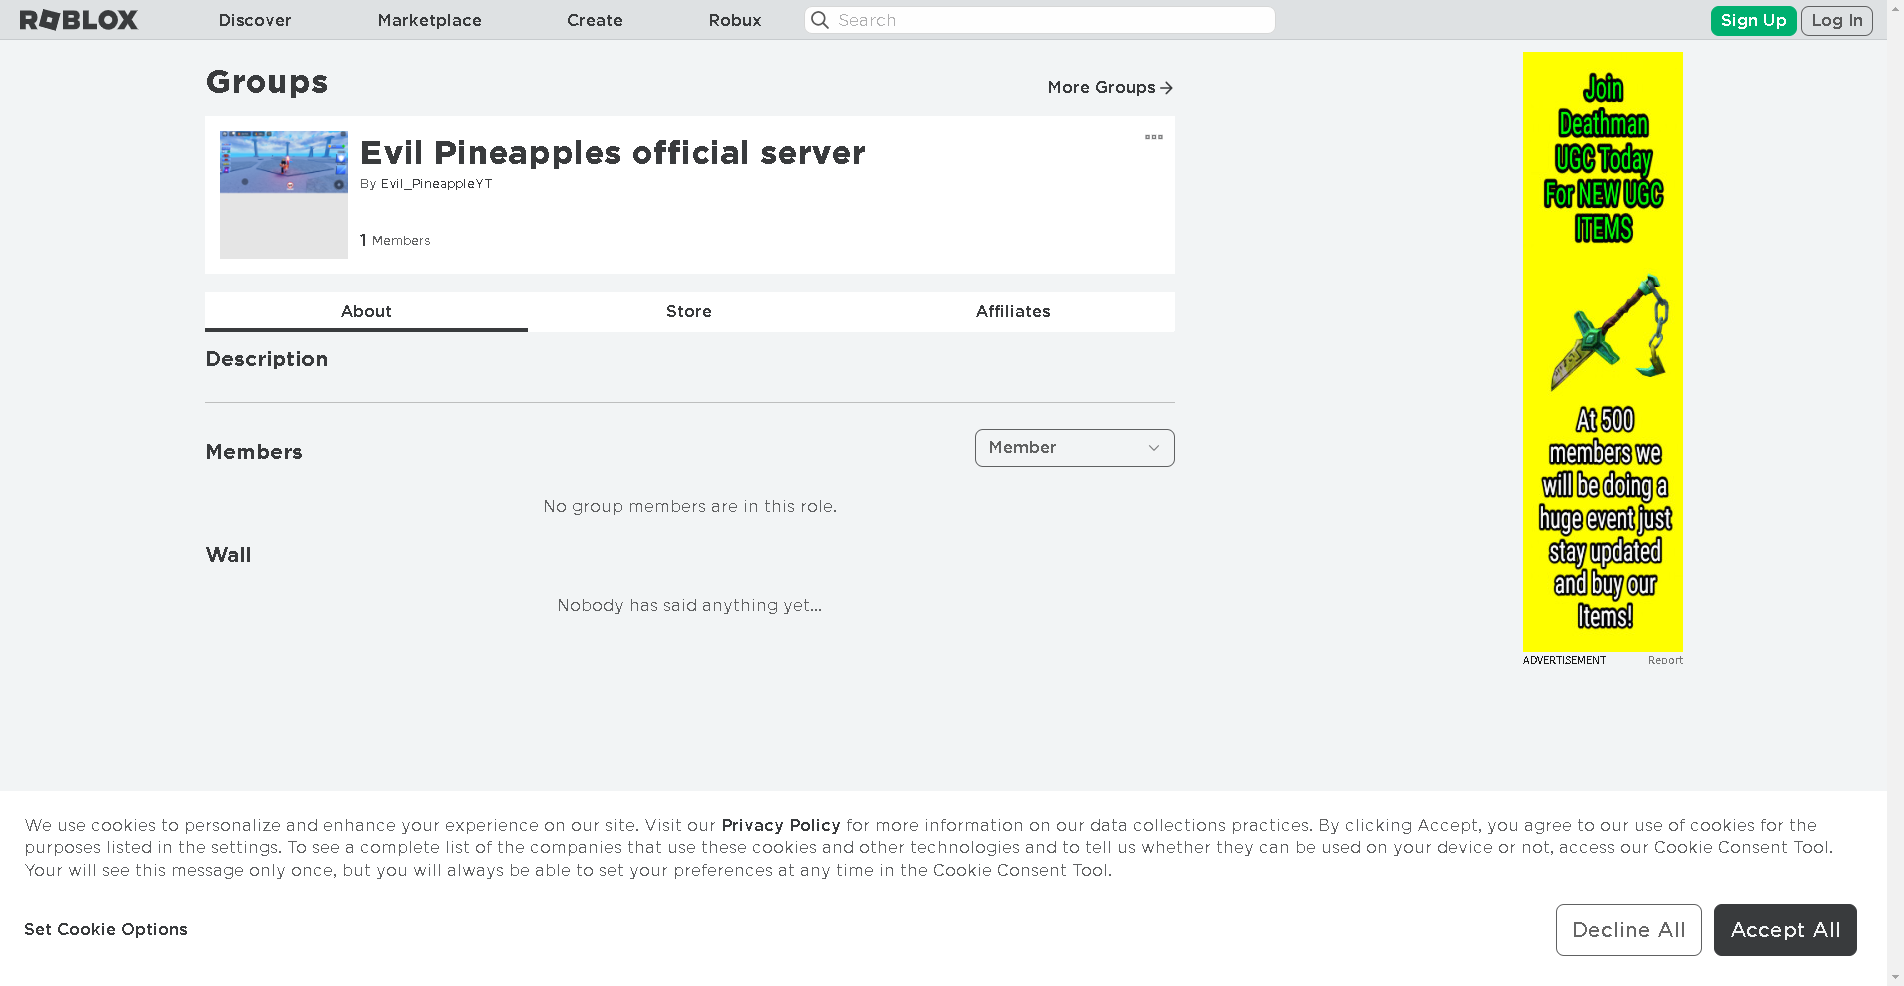 ROBLOX
Discover
Marketplace
Create
Robux
Search
Sign Up
Log In
Groups
More Groups
Evil Pineapples official server
By Evil_PineappleYT
1 Members
About
Store
Affiliates
Description
Members
Member
No group members are in this role.
Wall
Nobody has said anything yet...
Join
Deathman
UGC Today
For NEW UGC
ITEMS
At 500
members we
will be doing a
huge event just
stay updated
and buy our
Items!
ADVERTISEMENT
Report
We use cookies to personalize and enhance your experience on our site. Visit our Privacy Policy for more information on our data collections practices. By clicking Accept, you agree to our use of cookies for the
purposes listed in the settings. To see a complete list of the companies that use these cookies and other technologies and to tell us whether they can be used on your device or not, access our Cookie Consent Tool.
Your will see this message only once, but you will always be able to set your preferences at any time in the Cookie Consent Tool.
Set Cookie Options
Decline All
Accept All